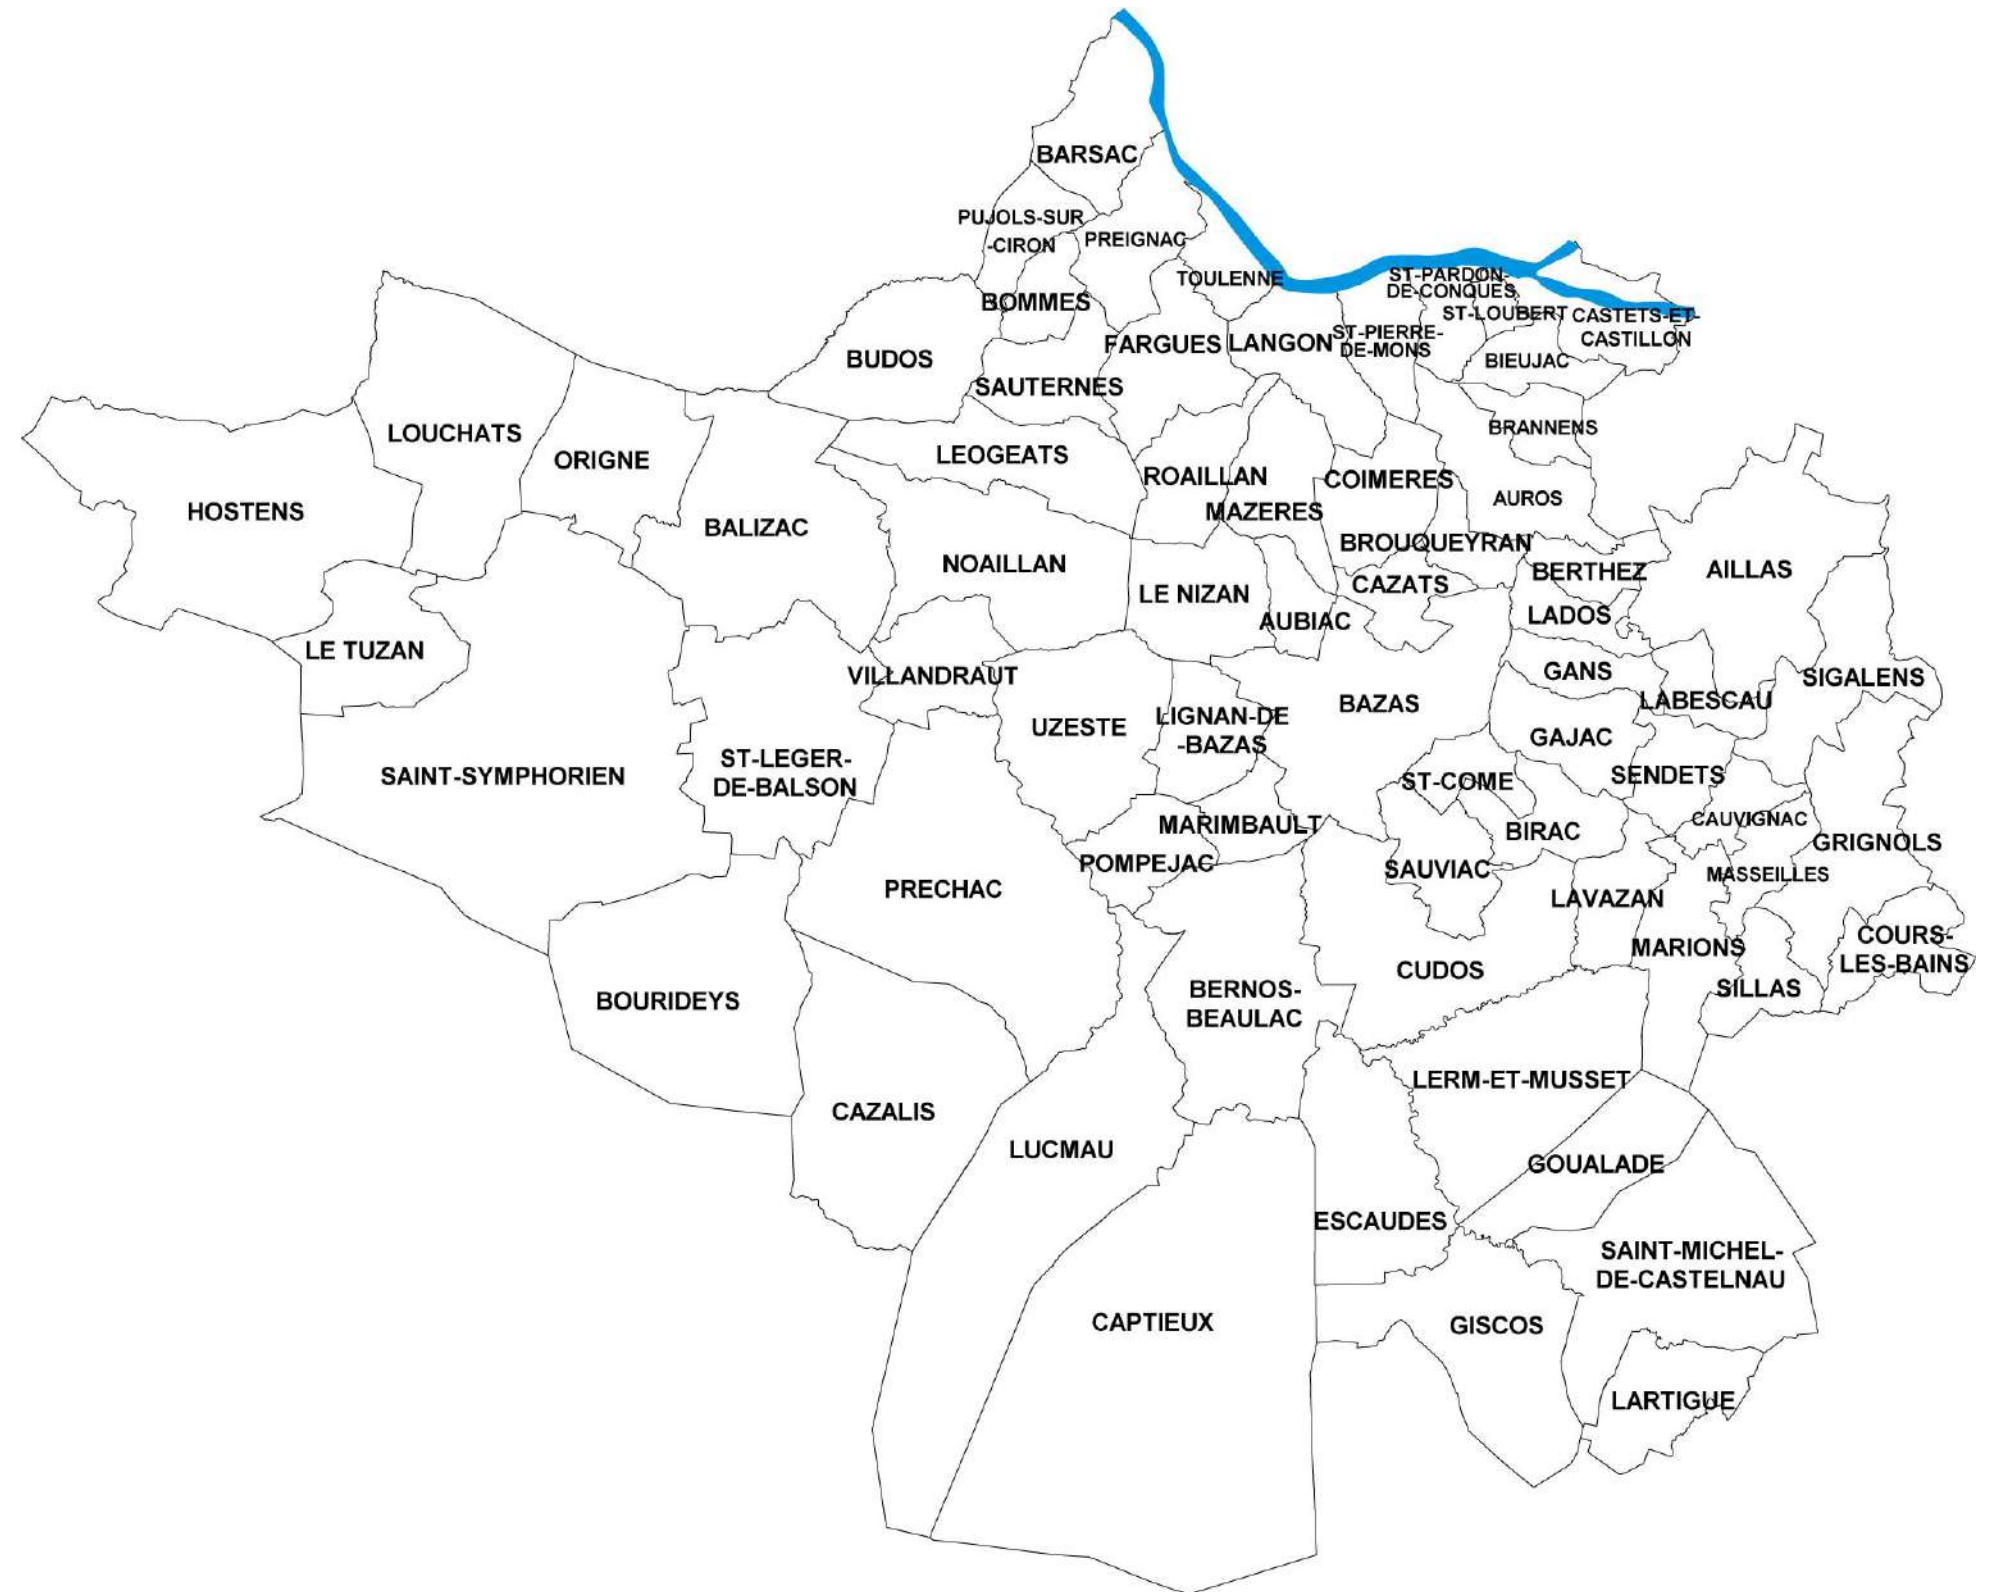 BARSAC
PUJOLS-SUR
-CIRON
PREIGNAC
TOULENNE
ST-PARDON-
DE-CONQUES
BOMMES
ST-LOUBERT
CASTETS-ET-
CASTILLON
FARGUES
LANGON
ST-PIERRE-
DE-MONS
BUDOS
BIEUJAC
SAUTERNES
LOUCHATS
BRANNENS
ORIGNE
LEOGEATS
ROAILLAN
COIMERES
HOSTENS
MAZERES
AUROS
BALIZAC
BROUQUEYRAN
NOAILLAN
BERTHEZ
AILLAS
LE NIZAN
CAZATS
AUBIAC
LADOS
LE TUZAN
VILLANDRAUT
GANS
SIGALENS
BAZAS
LABESCAU
UZESTE
LIGNAN-DE
-BAZAS
GAJAC
SAINT-SYMPHORIEN
ST-LEGER-
DE-BALSON
ST-COME
SENDETS
MARIMBAULT
BIRAC
CAUVIGNAC
GRIGNOLS
POMPEJAC
SAUVIAC
MASSEILLES
PRECHAC
LAVAZAN
MARIONS
COURS-
LES-BAINS
CUDOS
SILLAS
BOURIDEYS
BERNOS-
BEAULAC
LERM-ET-MUSSET
CAZALIS
LUCMAU
GOUALADE
ESCAUDES
SAINT-MICHEL-
DE-CASTELNAU
CAPTIEUX
GISCOS
LARTIGUE